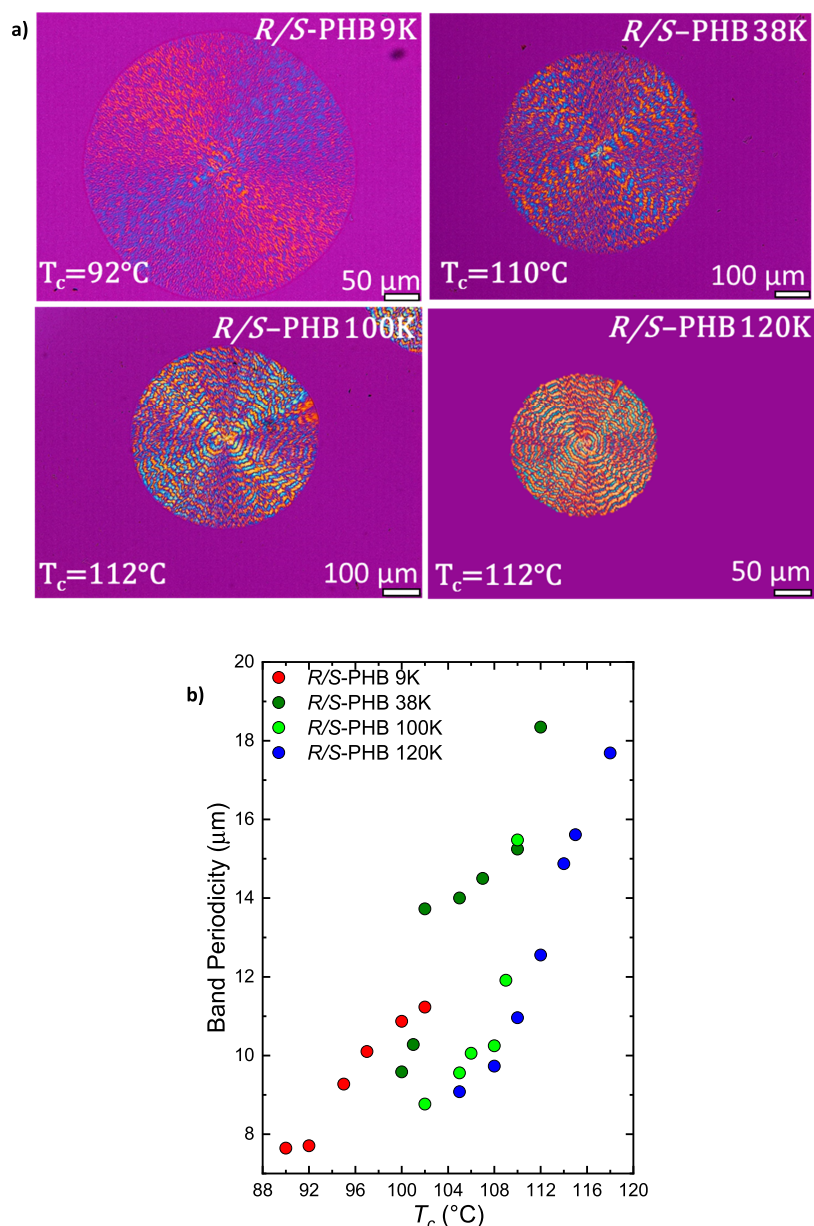 a)
R/S-PHB 9K
T_c=92°C
50 µm
R/S–PHB 38K
T_c=110°C
100 µm
R/S–PHB 100K
T_c=112°C
100 µm
R/S–PHB 120K
T_c=112°C
50 µm
b)
R/S-PHB 9K
R/S-PHB 38K
R/S-PHB 100K
R/S-PHB 120K
Band Periodicity (µm)
20
18
16
14
12
10
8
88 92 96 100 104 108 112 116 120
T_c (°C)